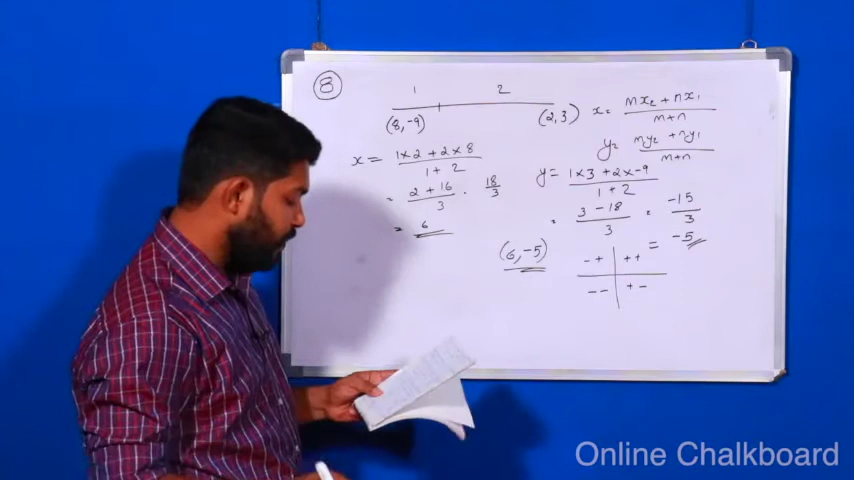 8
1 2
(8,-9) (2,3)
x = mx₂ + nx₁ / m+n
y = my₂ + ny₁ / m+n
x = 1×2 + 2×8 / 1 + 2
= 2 + 16 / 3 = 18 / 3
= 6
y = 1×3 + 2×-9 / 1 + 2
= 3 - 18 / 3 = -15 / 3
= -5
(6,-5)
- + + +
- - + -
Online Chalkboard